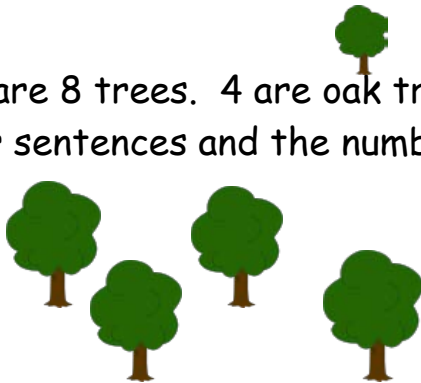 are 8 trees. 4 are oak tr
sentences and the numb